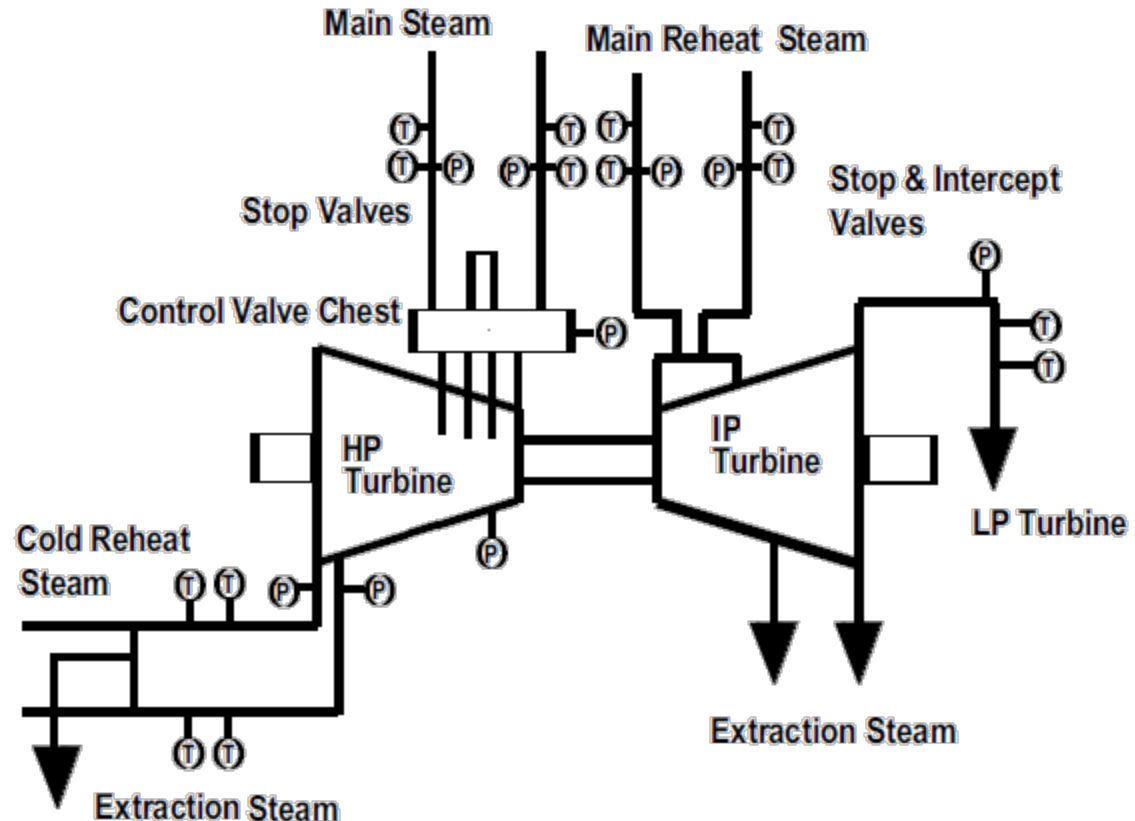 Main Steam
Main Reheat Steam
T
T
T
T
T
P
P
T
T
P
P
T
Stop & Intercept
Valves
Stop Valves
P
Control Valve Chest
P
T
T
HP
Turbine
IP
Turbine
LP Turbine
Cold Reheat
Steam
P
T
T
P
P
T
T
Extraction Steam
Extraction Steam